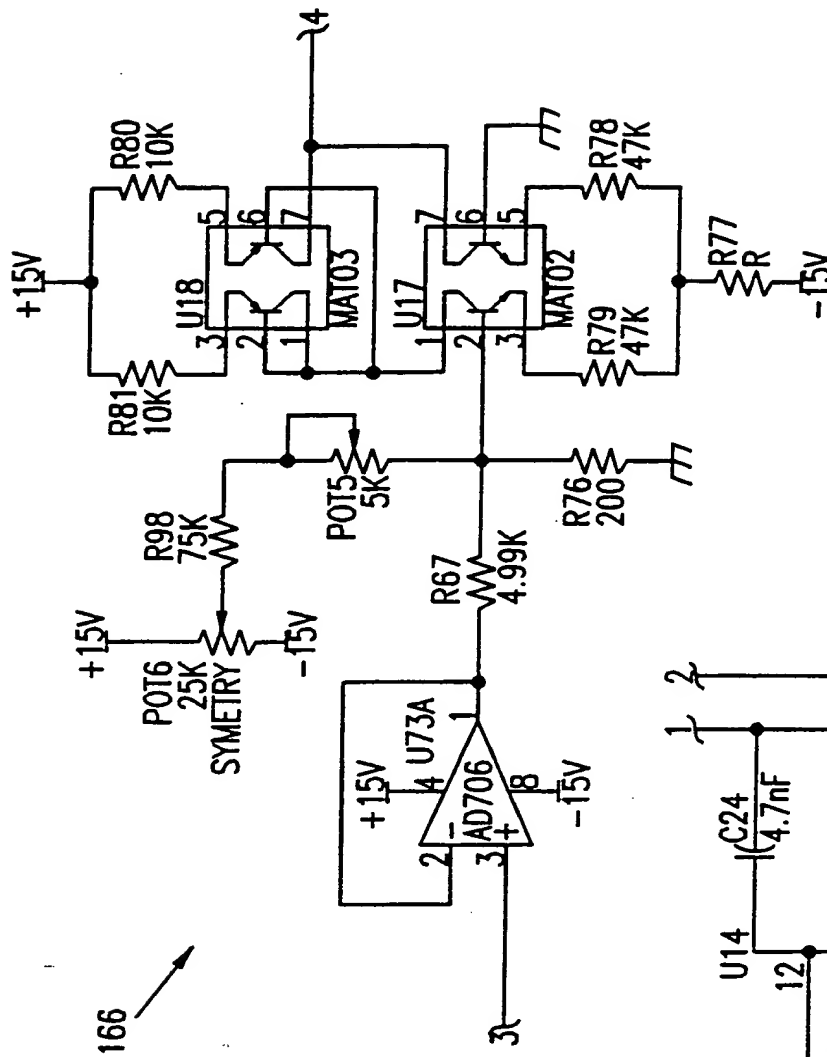 +15V
R80
10K
R81
10K
5
6
7
U18
3
2
1
MAT03
4
7
6
5
U17
1
2
3
MAT02
R78
47K
R79
47K
R77
R
-15V
+15V
POT6
25K
SYMETRY
-15V
R98
75K
POT5
5K
R76
200
R67
4.99K
U73A
1
+15V
4
2
-
AD706
3
+
8
-15V
3
166
1
2
C24
4.7nF
U14
12